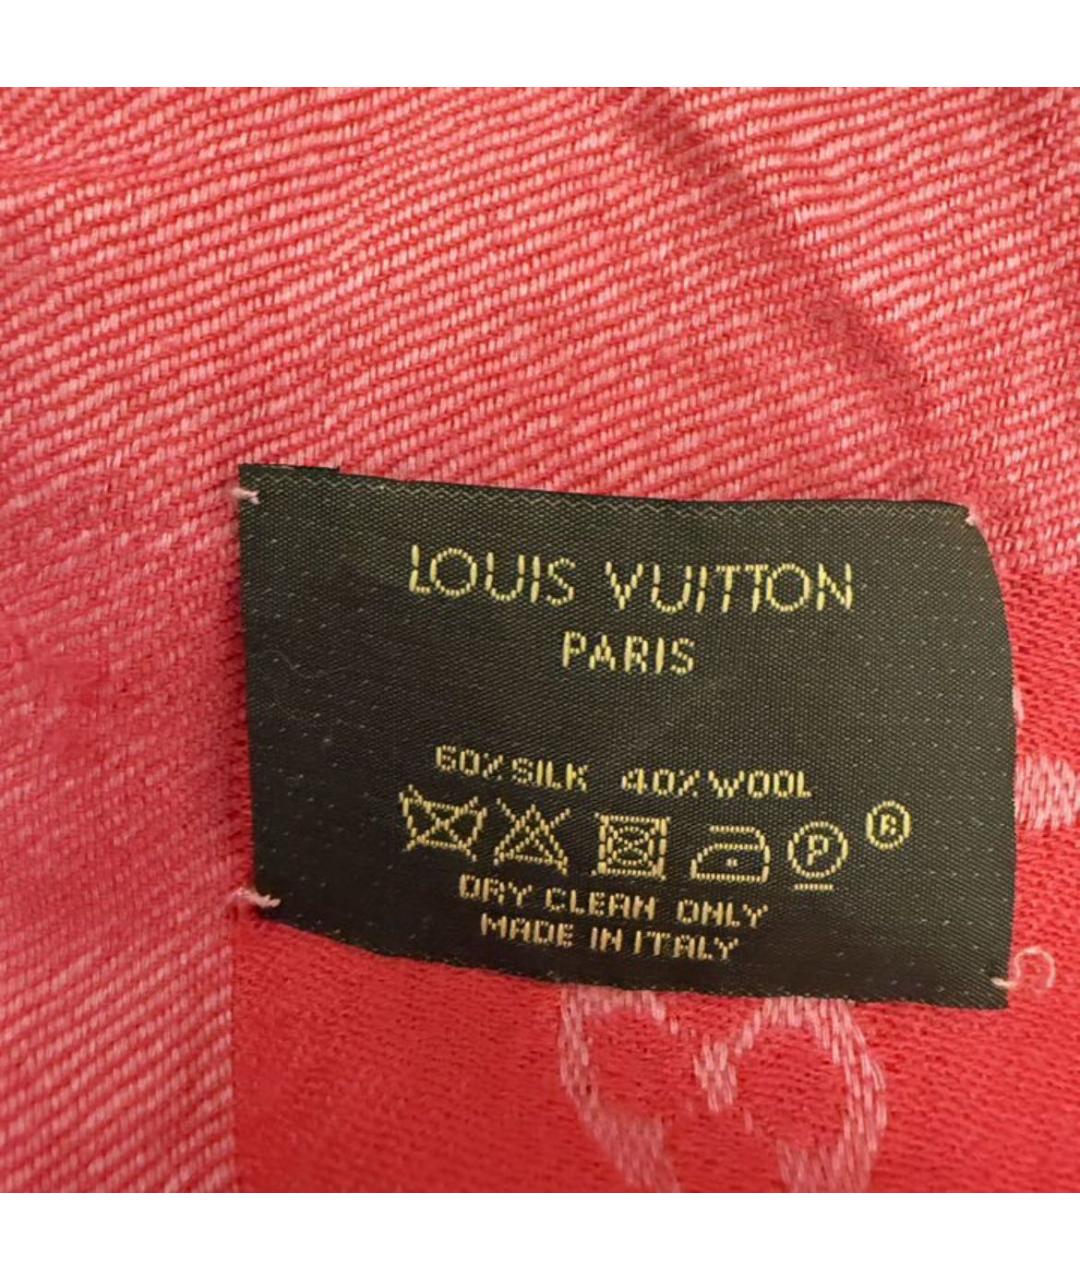 LOUIS VUITTON
PARIS
60% SILK 40% WOOL
P ®
DRY CLEAN ONLY
MADE IN ITALY